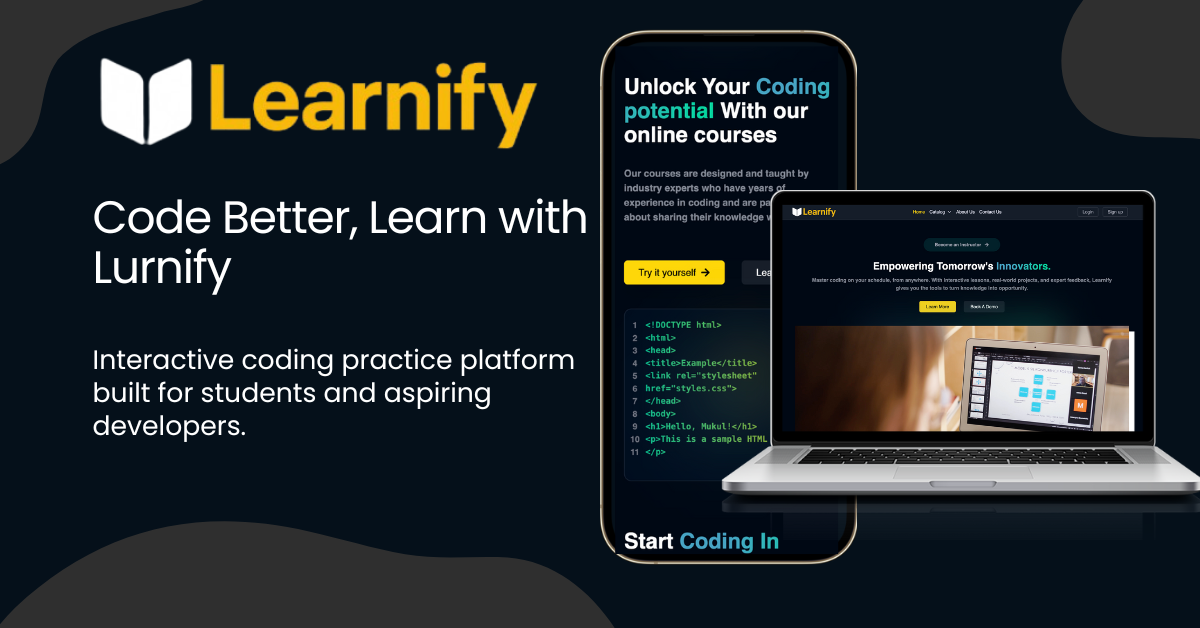 Learnify
Code Better, Learn with
Lurnify
Interactive coding practice platform
built for students and aspiring
developers.
Unlock Your Coding
potential With our
online courses
Our courses are designed and taught by
industry experts who have years of
experience in coding and are
about sharing their knowledge
Try it yourself →
1 <!DOCTYPE html>
2 <html>
3 <head>
4 <title>Example</title>
5 <link rel="stylesheet"
6 href="styles.css">
7 </head>
8 <body>
9 <h1>Hello, Mukul!</h1>
10 <p>This is a sample HTML
11 </p>
Start Coding In
Learnify
Home Catalog About Us Contact Us
Login Sign up
Become an Instructor →
Empowering Tomorrow's Innovators.
Master coding on your schedule, from anywhere. With interactive lessons, real-world projects, and expert feedback, Learnify
gives you the tools to turn knowledge into opportunity.
Learn More Book A Demo